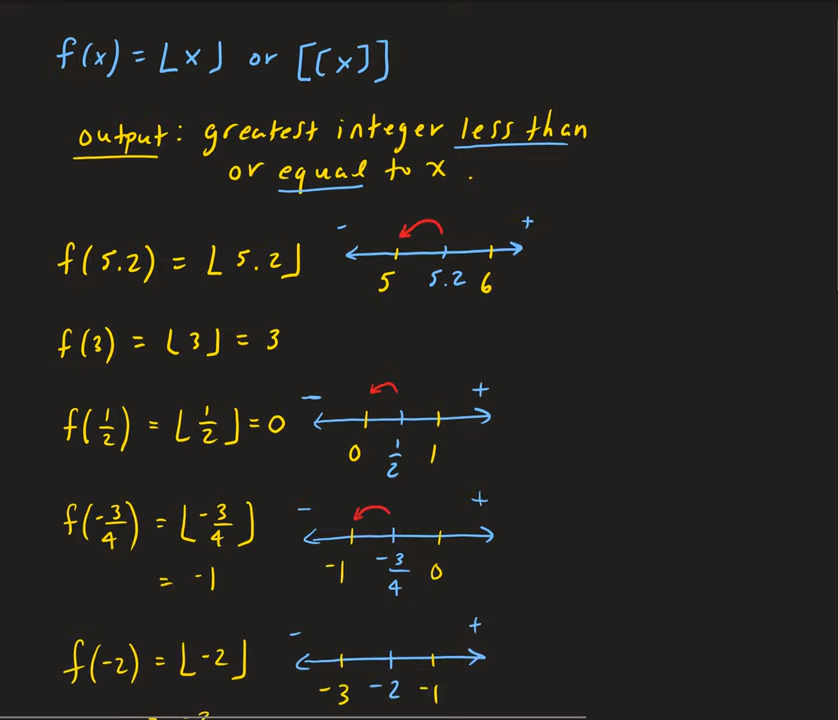 f(x) = ⌊x⌋ or [[x]]
output: greatest integer less than
or equal to x.
f(5.2) = ⌊5.2⌋
- +
5 5.2 6
f(3) = ⌊3⌋ = 3
- +
f(1/2) = ⌊1/2⌋ = 0
0 1/2 1
- +
f(-3/4) = ⌊-3/4⌋
= -1
-1 -3/4 0
- +
f(-2) = ⌊-2⌋
-3 -2 -1